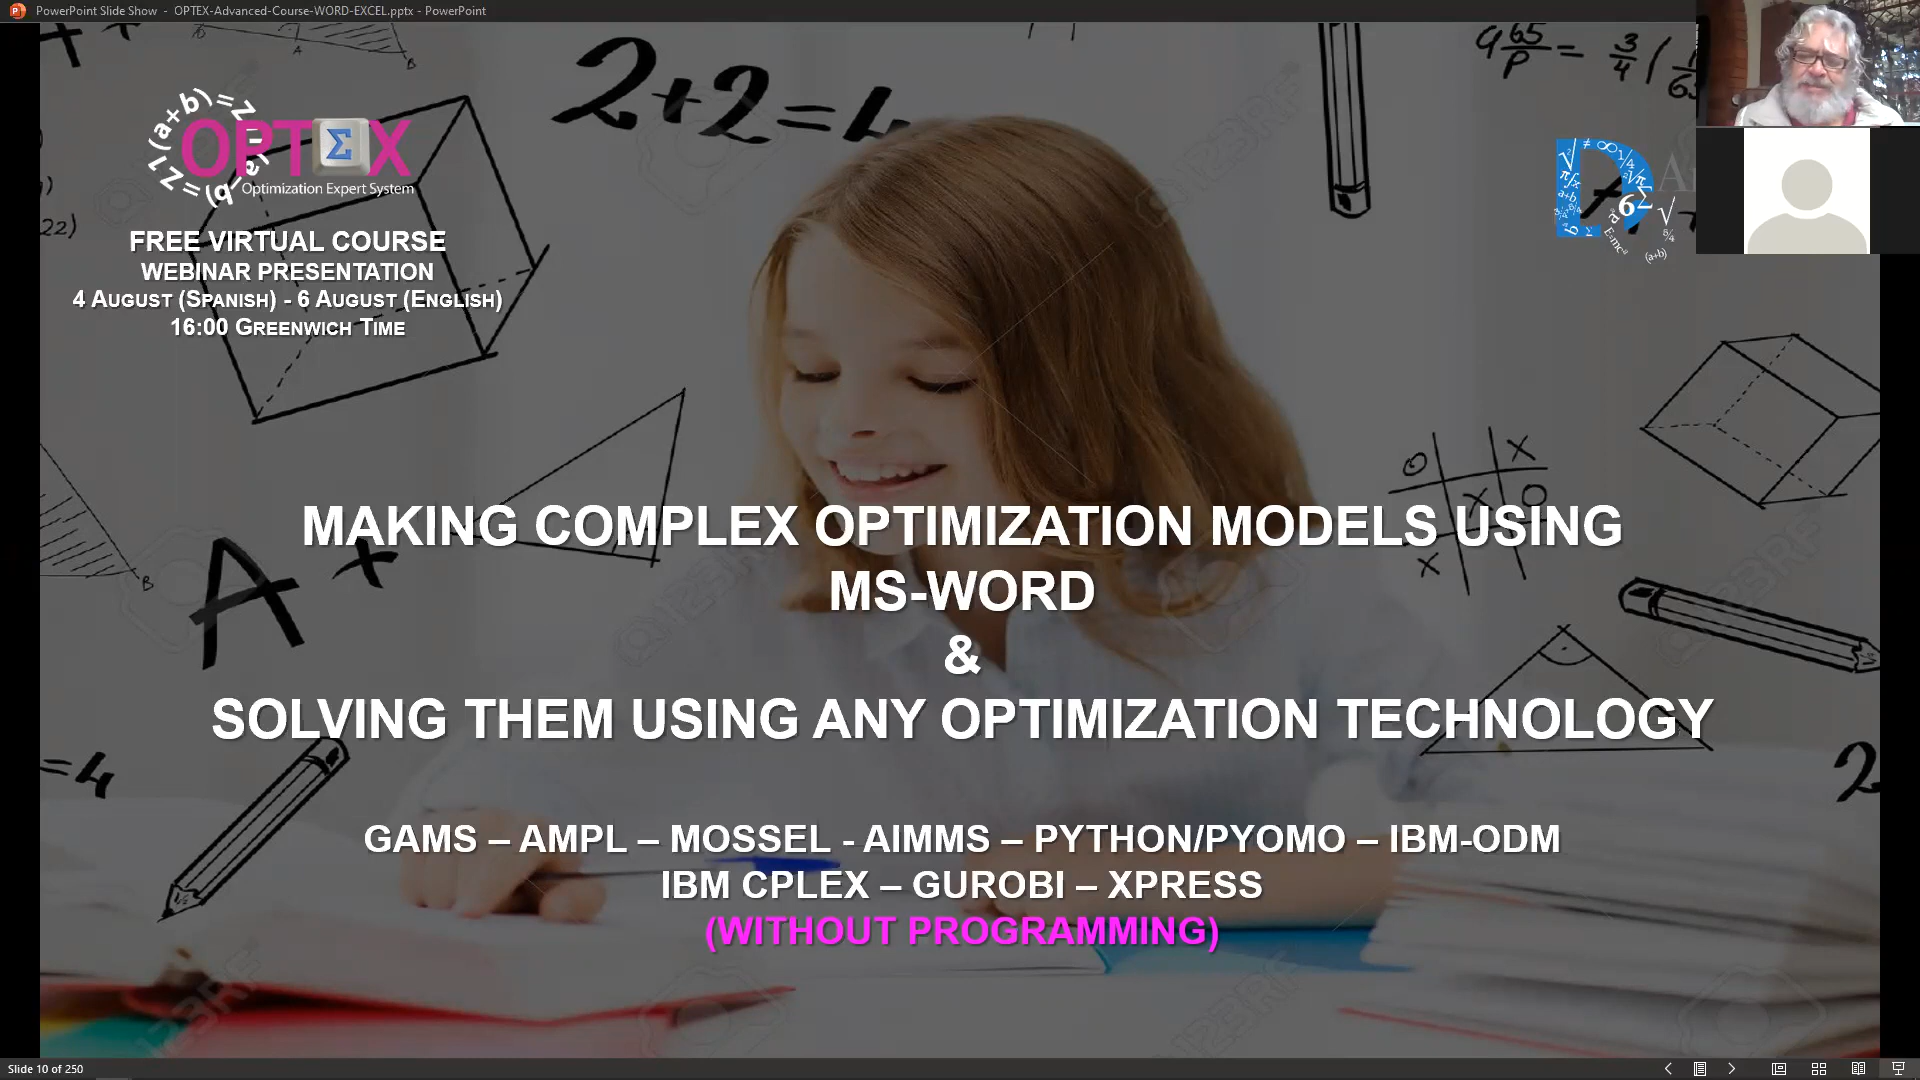 PowerPoint Slide Show - OPTEX-Advanced-Course-WORD-EXCEL.pptx - PowerPoint
2+2=4
(a+b)=Z
OPTΣX
Optimization Expert System
FREE VIRTUAL COURSE
WEBINAR PRESENTATION
4 AUGUST (SPANISH) - 6 AUGUST (ENGLISH)
16:00 GREENWICH TIME
MAKING COMPLEX OPTIMIZATION MODELS USING
MS-WORD
&
SOLVING THEM USING ANY OPTIMIZATION TECHNOLOGY
A+
=4
GAMS – AMPL – MOSSEL - AIMMS – PYTHON/PYOMO – IBM-ODM
IBM CPLEX – GUROBI – XPRESS
(WITHOUT PROGRAMMING)
Slide 10 of 250